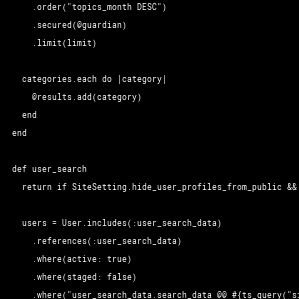 .order("topics_month DESC")
.secured(@guardian)
.limit(limit)
categories.each do |category|
@results.add(category)
end
end
def user_search
return if SiteSetting.hide_user_profiles_from_public &&
users = User.includes(:user_search_data)
.references(:user_search_data)
.where(active: true)
.where(staged: false)
.where("user_search_data.search_data @@ #{ts_query("si